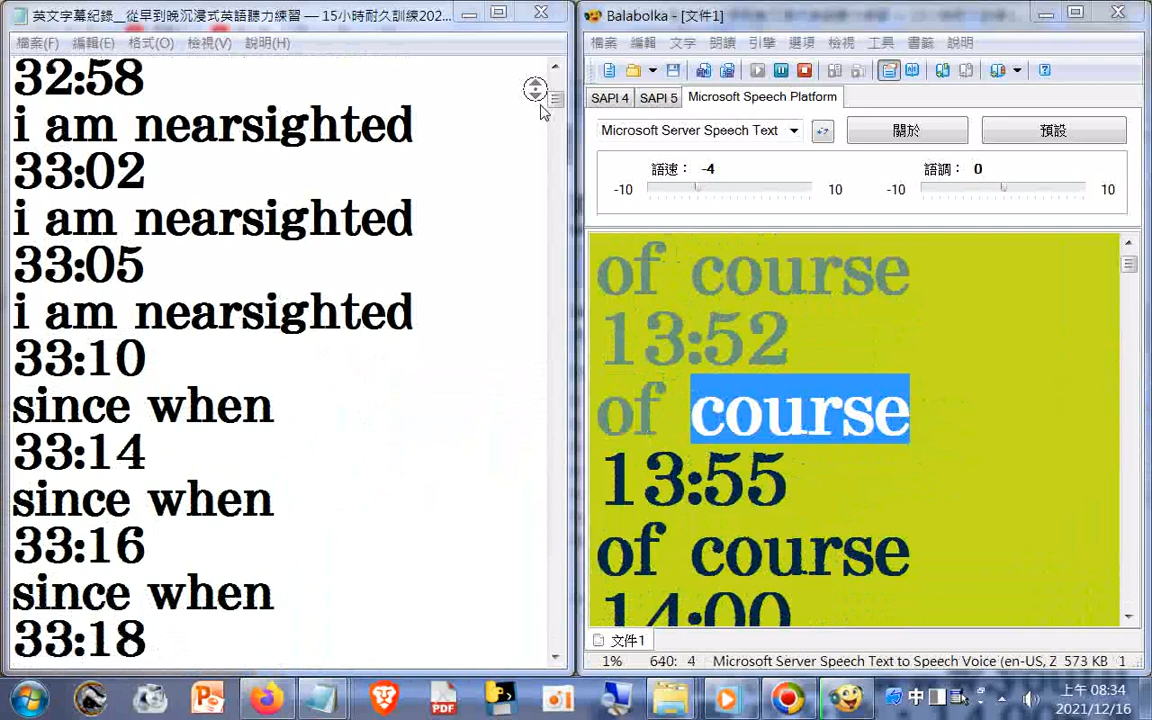 英文字幕紀錄__從早到晚沉浸式英語聽力練習 — 15小時耐久訓練202...
檔案(F) 編輯(E) 格式(O) 檢視(V) 說明(H)
32:58
i am nearsighted
33:02
i am nearsighted
33:05
i am nearsighted
33:10
since when
33:14
since when
33:16
since when
33:18
Balabolka - [文件1]
檔案 編輯 文字 朗讀 引擎 選項 檢視 工具 書籤 說明
SAPI 4 SAPI 5 Microsoft Speech Platform
Microsoft Server Speech Text 關於 預設
語速： -4 語調： 0
-10 10 -10 10
of course
13:52
of course
13:55
of course
14:00
文件1
1% 640: 4 Microsoft Server Speech Text to Speech Voice (en-US, Z 573 KB 1
PDF 中 上午 08:34
2021/12/16